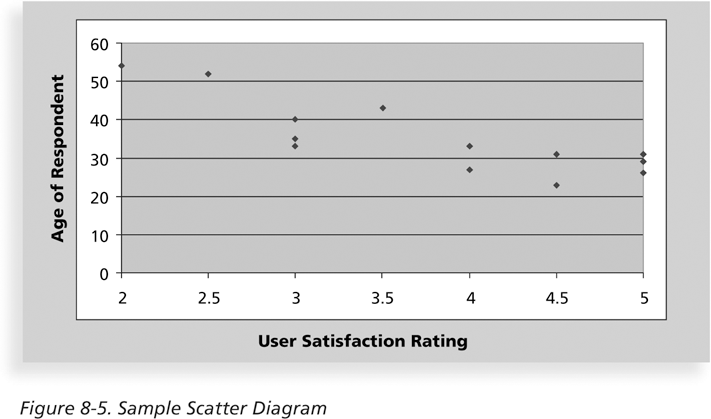 60
50
40
30
20
10
0
Age of Respondent
2 2.5 3 3.5 4 4.5 5
User Satisfaction Rating
Figure 8-5. Sample Scatter Diagram